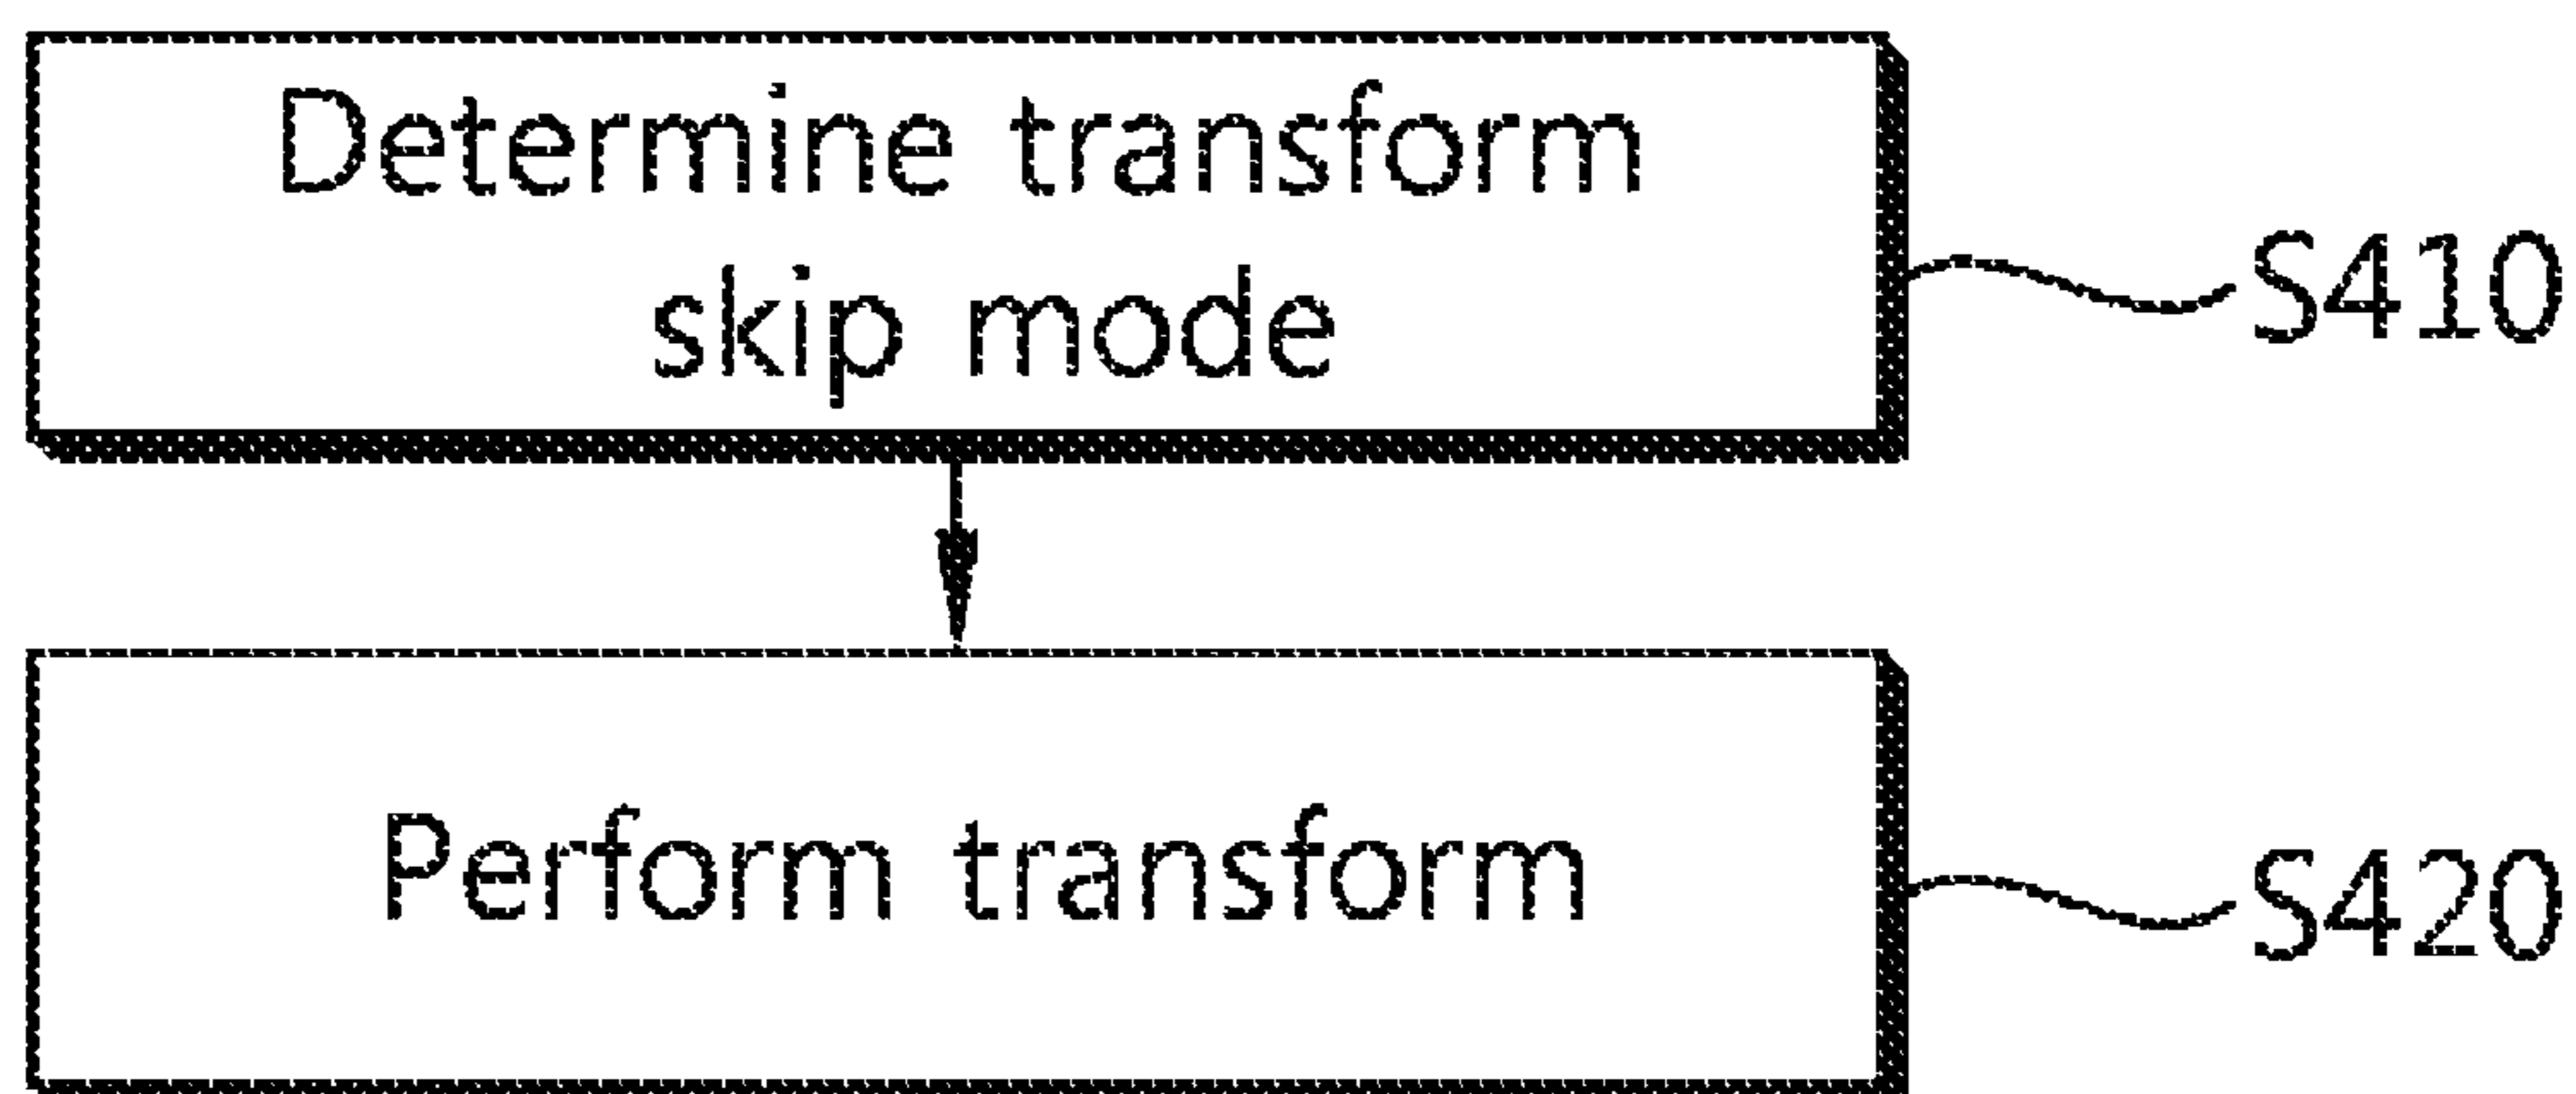 Determine transform
skip mode
S410
Perform transform
S420